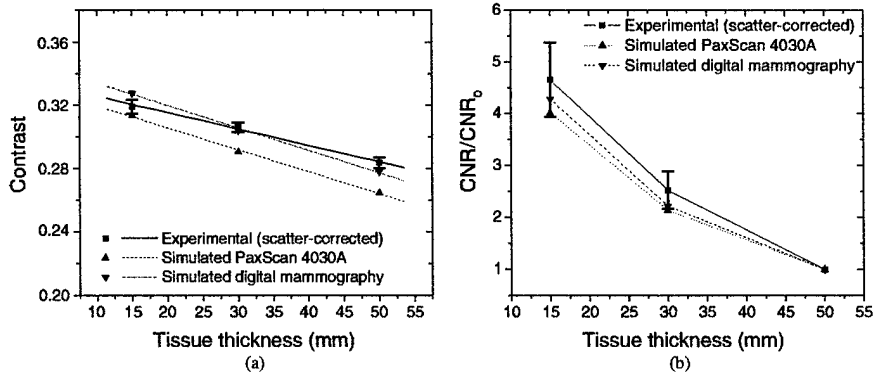 0.36
0.32
0.28
0.24
0.20
Contrast
Experimental (scatter-corrected)
Simulated PaxScan 4030A
Simulated digital mammography
10 15 20 25 30 35 40 45 50 55
Tissue thickness (mm)
(a)
6
5
4
3
2
1
CNR/CNR₀
Experimental (scatter-corrected)
Simulated PaxScan 4030A
Simulated digital mammography
10 15 20 25 30 35 40 45 50 55
Tissue thickness (mm)
(b)